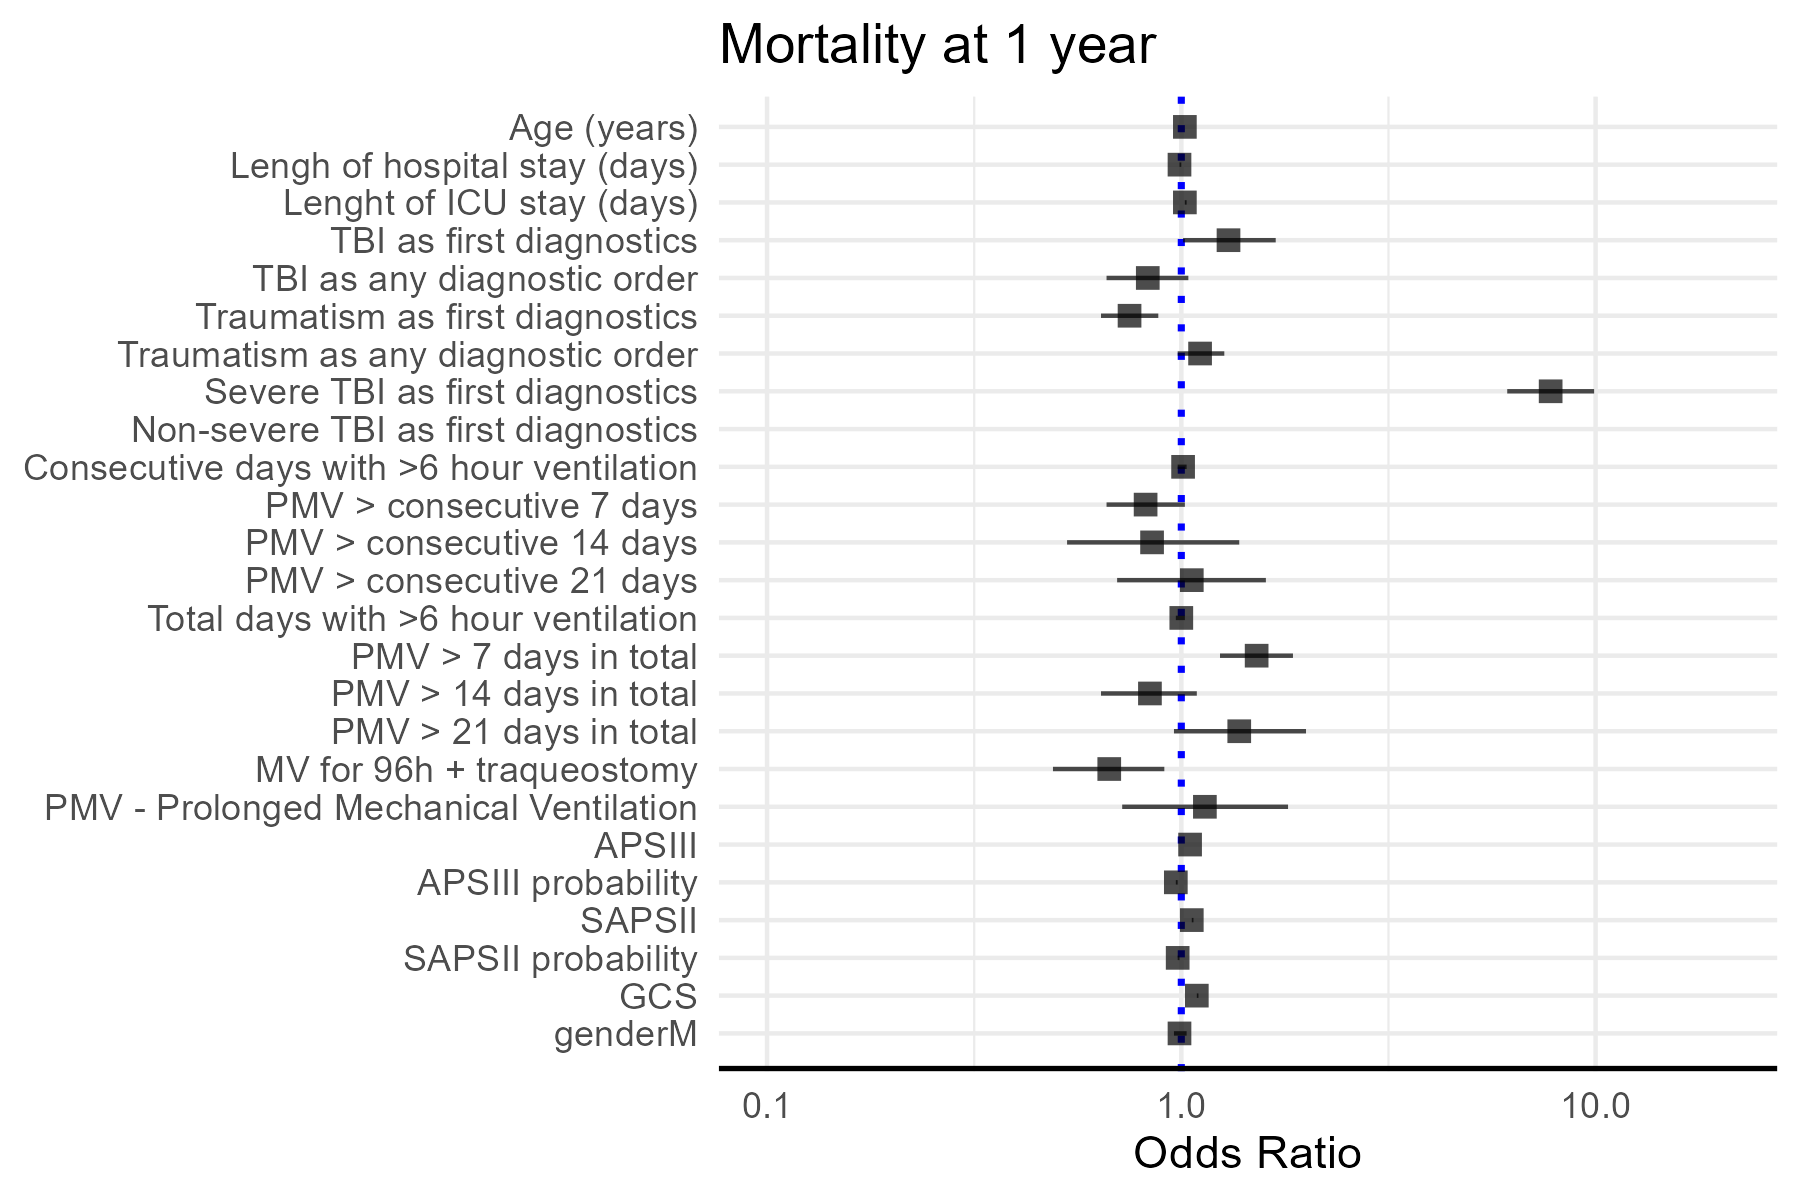 Mortality at 1 year
Age (years)
Lengh of hospital stay (days)
Lenght of ICU stay (days)
TBI as first diagnostics
TBI as any diagnostic order
Traumatism as first diagnostics
Traumatism as any diagnostic order
Severe TBI as first diagnostics
Non-severe TBI as first diagnostics
Consecutive days with >6 hour ventilation
PMV > consecutive 7 days
PMV > consecutive 14 days
PMV > consecutive 21 days
Total days with >6 hour ventilation
PMV > 7 days in total
PMV > 14 days in total
PMV > 21 days in total
MV for 96h + traqueostomy
PMV - Prolonged Mechanical Ventilation
APSIII
APSIII probability
SAPSII
SAPSII probability
GCS
genderM
0.1 1.0 10.0
Odds Ratio